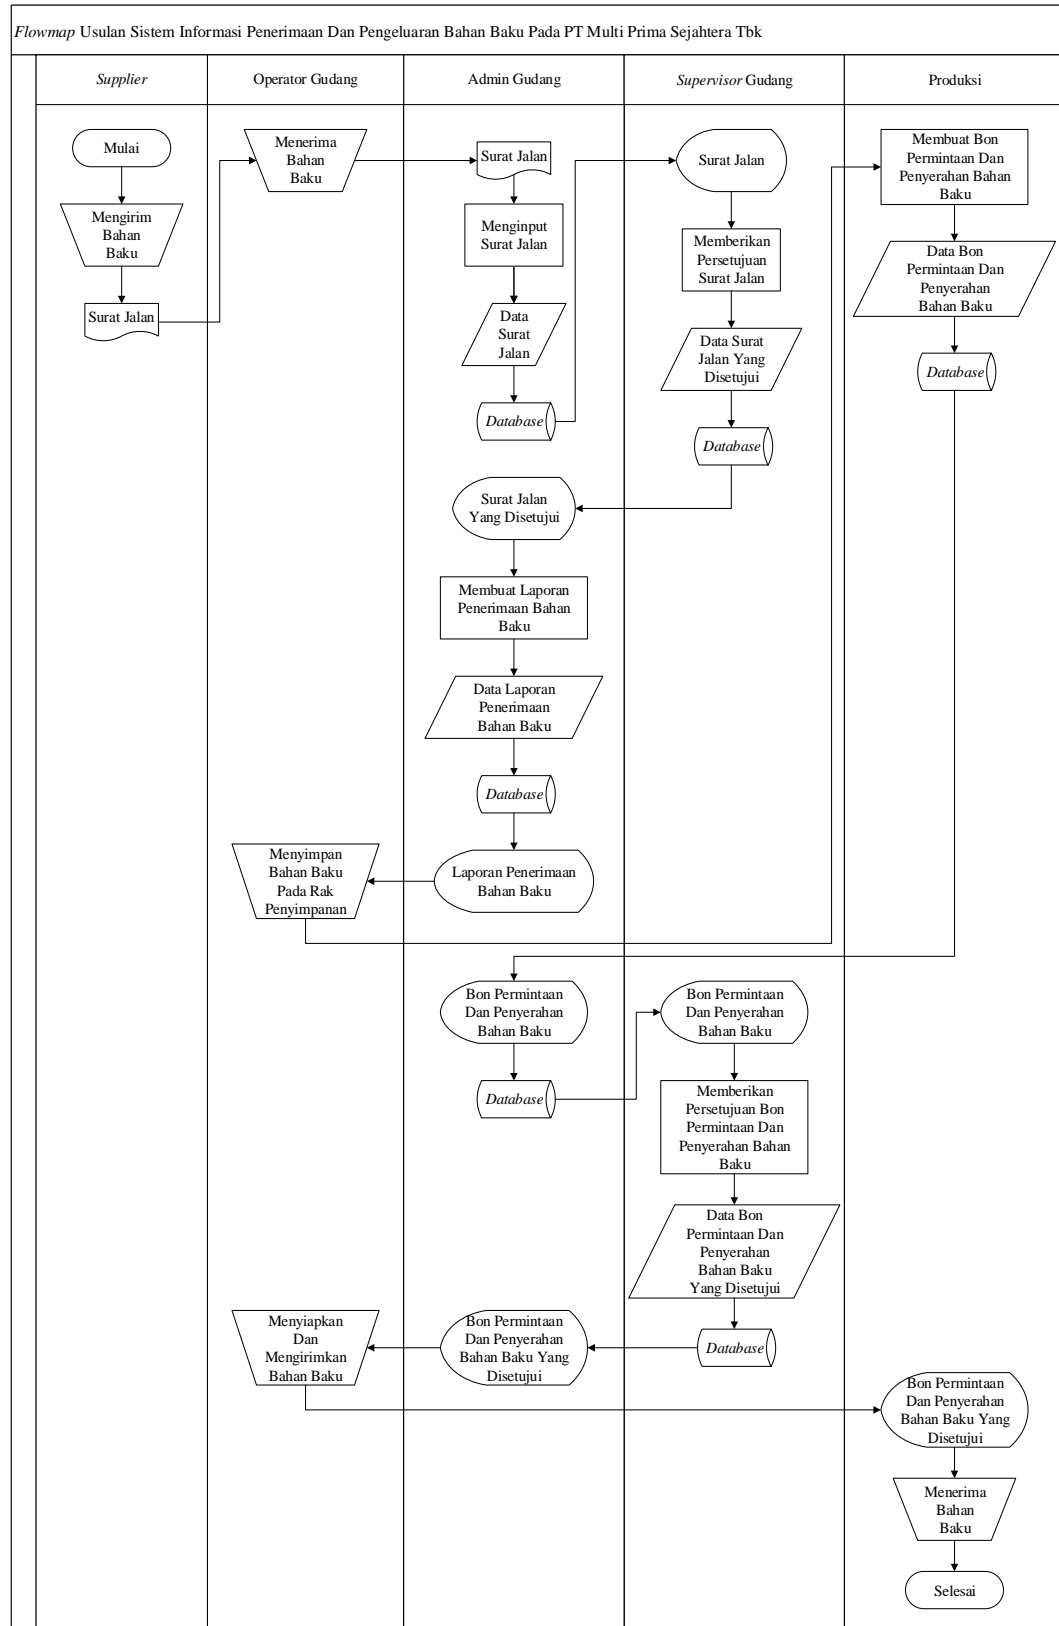 Flowmap Usulan Sistem Informasi Penerimaan Dan Pengeluaran Bahan Baku Pada PT Multi Prima Sejahtera Tbk
Supplier
Operator Gudang
Admin Gudang
Supervisor Gudang
Produksi
Mulai
Mengirim
Bahan
Baku
Surat Jalan
Menerima
Bahan
Baku
Surat Jalan
Menginput
Surat Jalan
Data
Surat
Jalan
Database
Surat Jalan
Memberikan
Persetujuan
Surat Jalan
Data Surat
Jalan Yang
Disetujui
Database
Surat Jalan
Yang Disetujui
Membuat Laporan
Penerimaan Bahan
Baku
Data Laporan
Penerimaan
Bahan Baku
Database
Laporan Penerimaan
Bahan Baku
Menyimpan
Bahan Baku
Pada Rak
Penyimpanan
Membuat Bon
Permintaan Dan
Penyerahan Bahan
Baku
Data Bon
Permintaan Dan
Penyerahan
Bahan Baku
Database
Bon Permintaan
Dan Penyerahan
Bahan Baku
Database
Bon Permintaan
Dan Penyerahan
Bahan Baku
Memberikan
Persetujuan Bon
Permintaan Dan
Penyerahan Bahan
Baku
Data Bon
Permintaan Dan
Penyerahan
Bahan Baku
Yang Disetujui
Database
Bon Permintaan
Dan Penyerahan
Bahan Baku Yang
Disetujui
Menyiapkan
Dan
Mengirimkan
Bahan Baku
Bon Permintaan
Dan Penyerahan
Bahan Baku Yang
Disetujui
Menerima
Bahan
Baku
Selesai